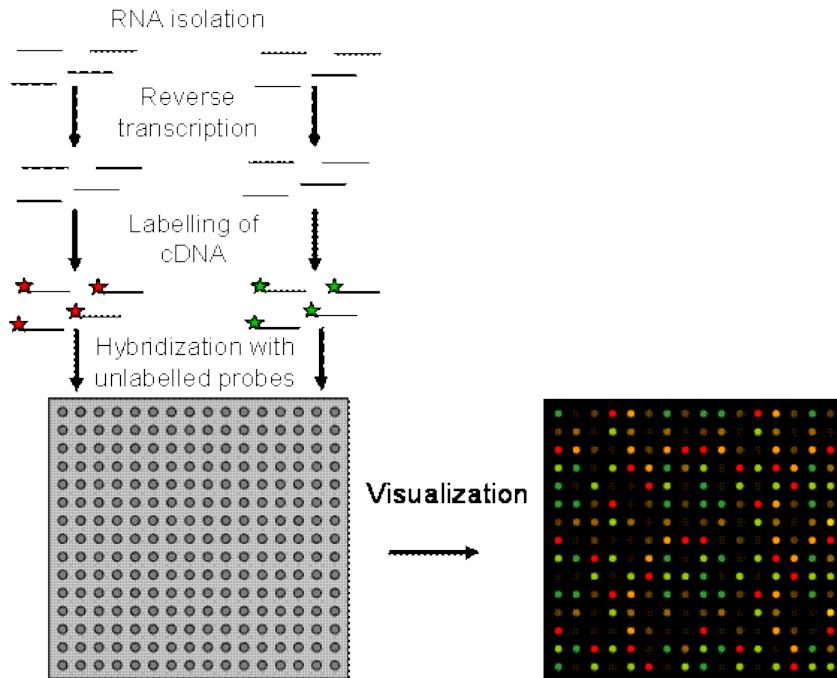 RNA isolation
Reverse
transcription
Labelling of
cDNA
Hybridization with
unlabelled probes
Visualization